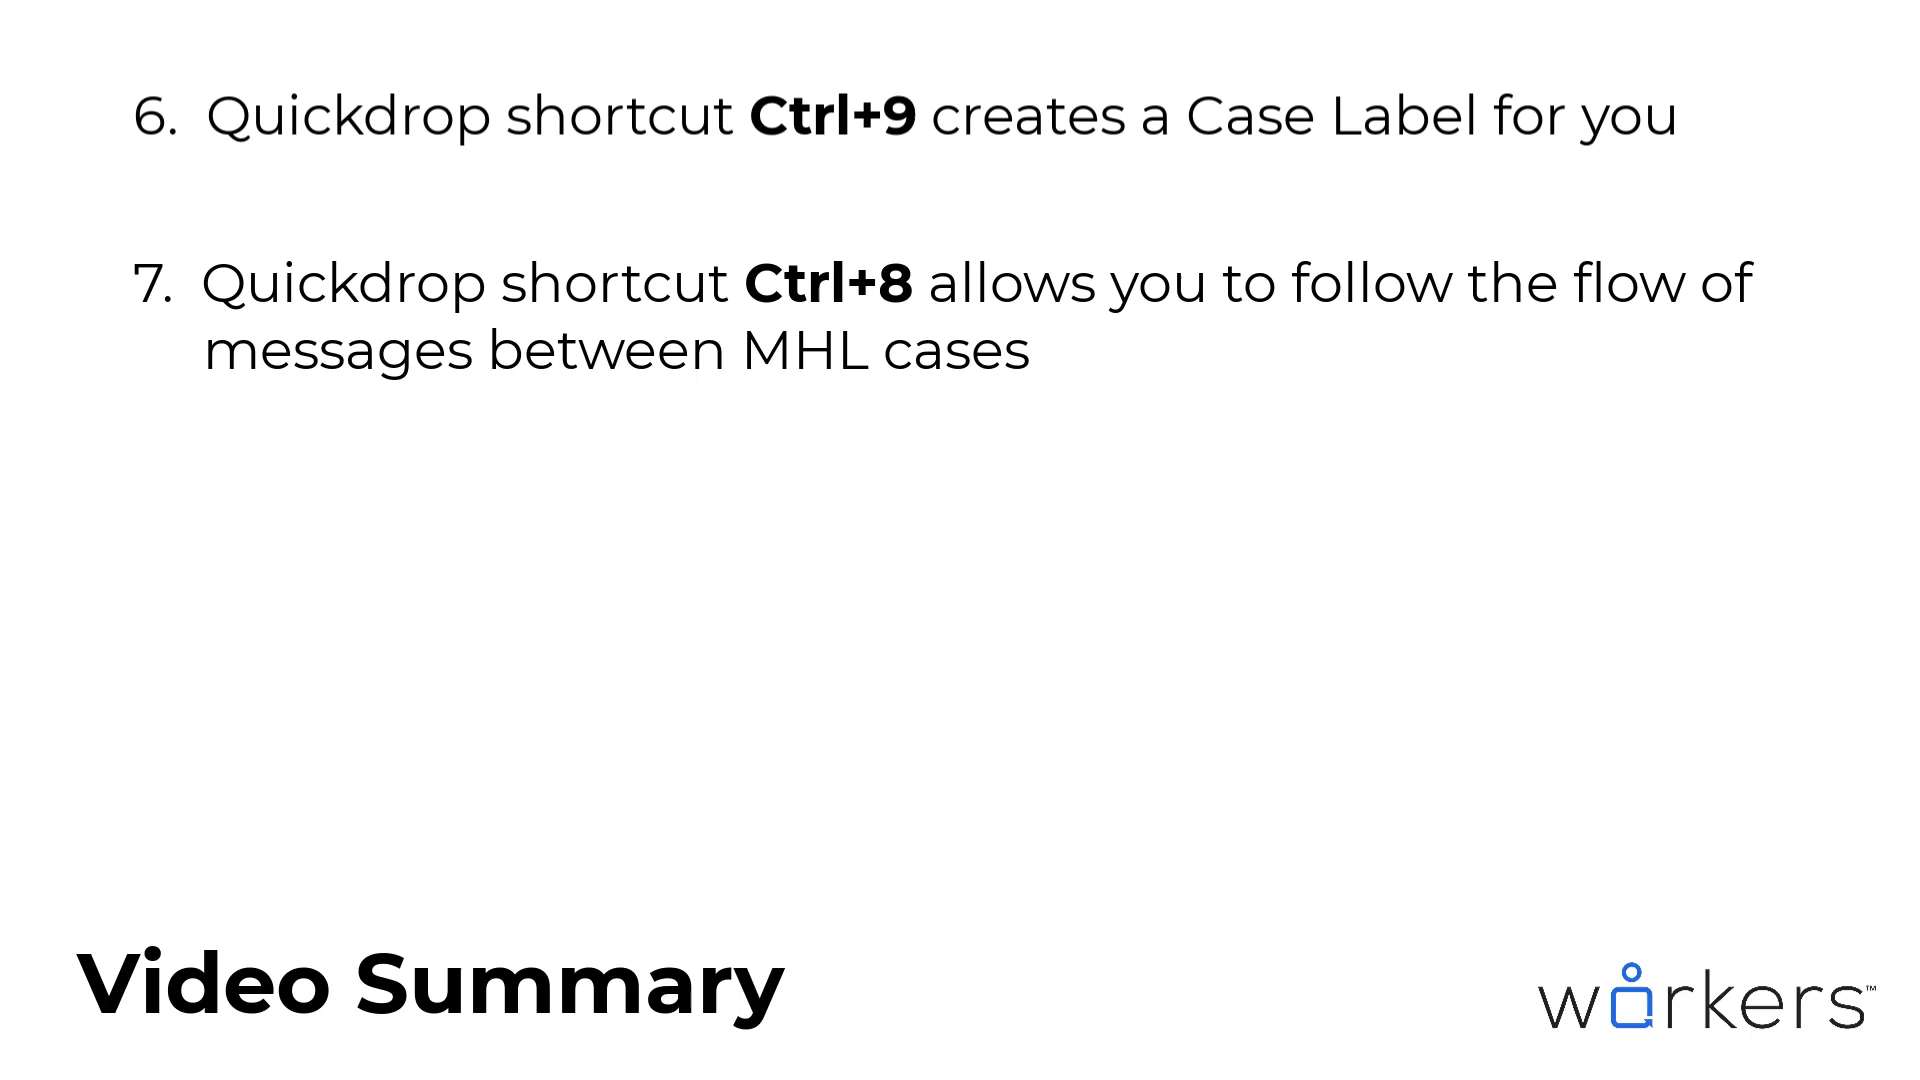 6. Quickdrop shortcut Ctrl+9 creates a Case Label for you
7. Quickdrop shortcut Ctrl+8 allows you to follow the flow of
messages between MHL cases
Video Summary
workers™